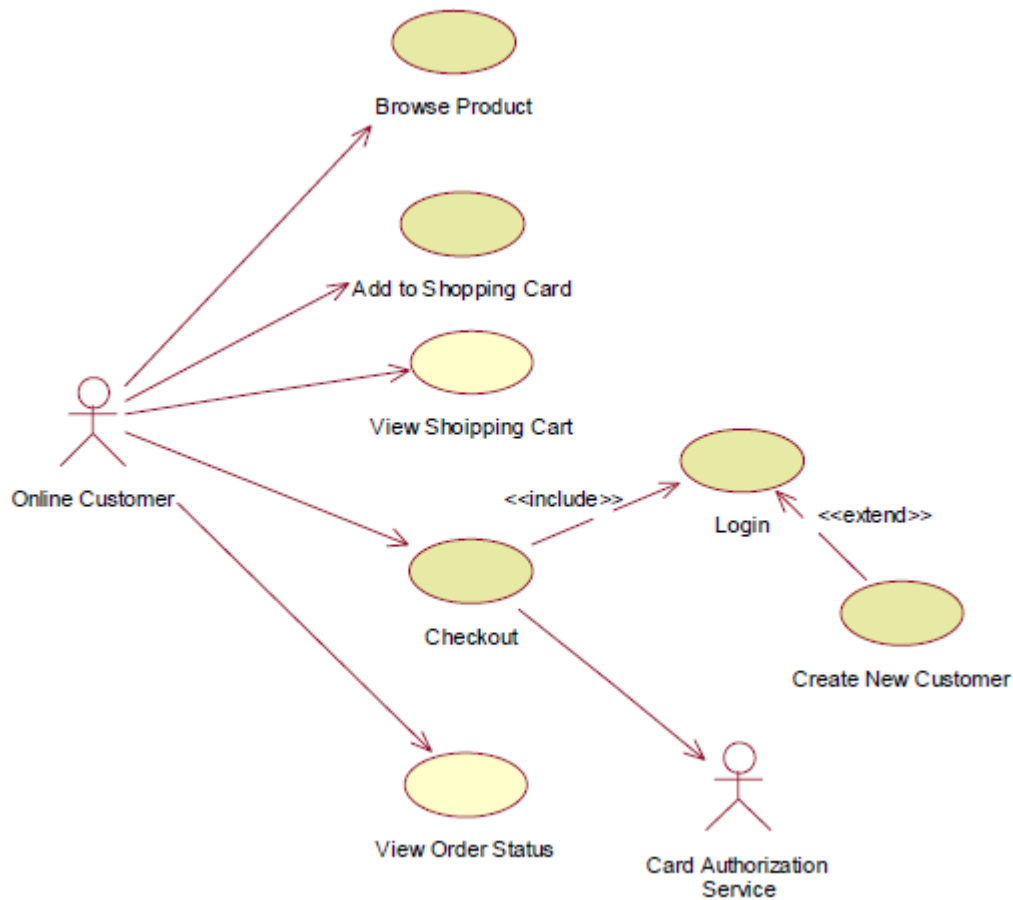 Browse Product
Add to Shopping Card
View Shoipping Cart
Online Customer
<<include>>
Login
<<extend>>
Checkout
Create New Customer
View Order Status
Card Authorization
Service